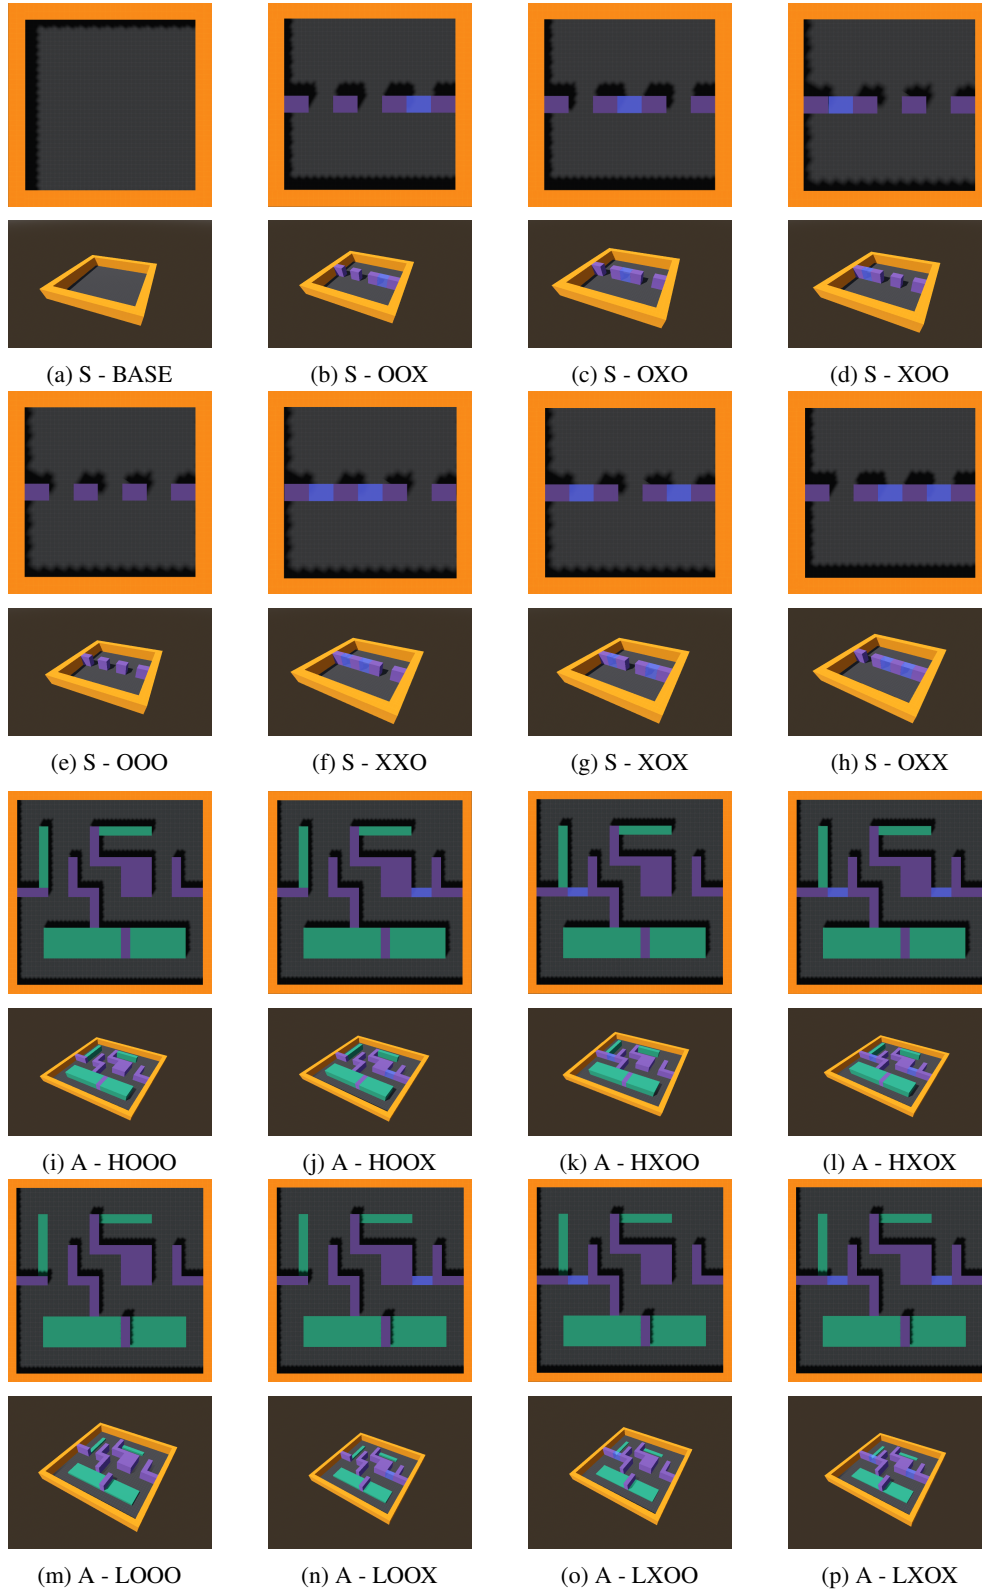 (a) S - BASE
(b) S - OOX
(c) S - OXO
(d) S - XOO
(e) S - OOO
(f) S - XXO
(g) S - XOX
(h) S - OXX
(i) A - HOOO
(j) A - HOOX
(k) A - HXOO
(l) A - HXOX
(m) A - LOOO
(n) A - LOOX
(o) A - LXOO
(p) A - LXOX